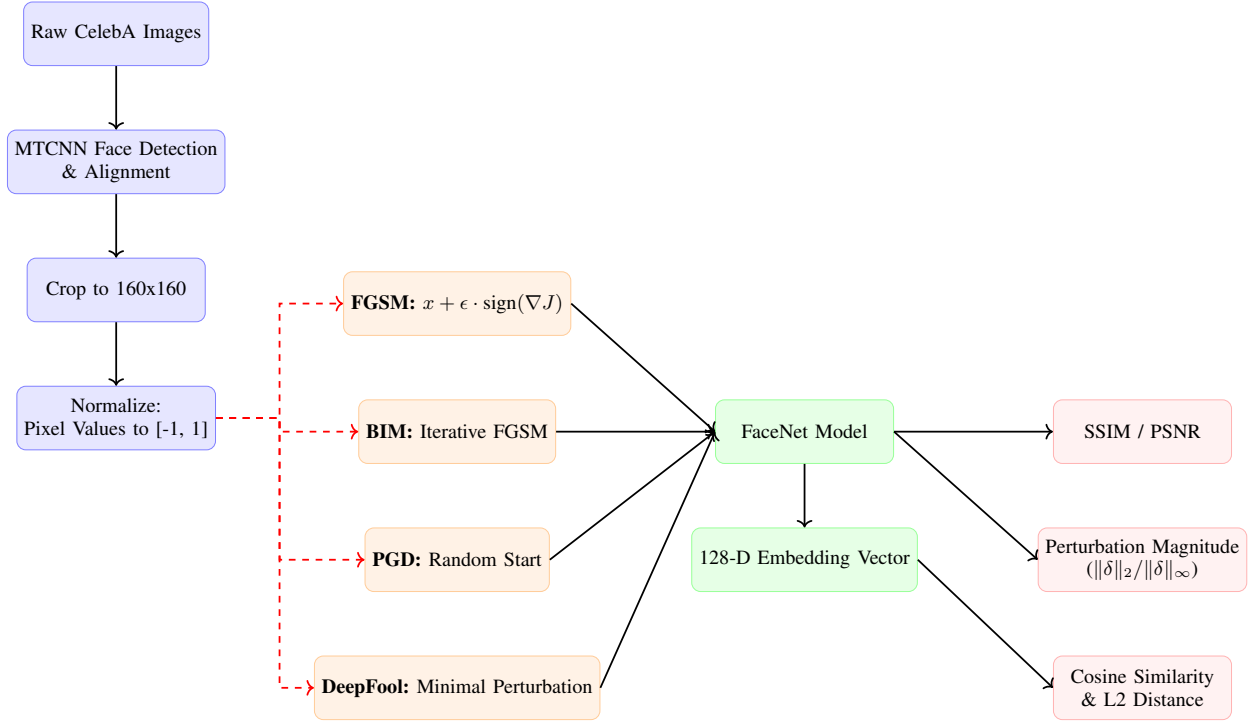 Raw CelebA Images
MTCNN Face Detection
& Alignment
Crop to 160x160
Normalize:
Pixel Values to [-1, 1]
FGSM: x + ϵ · sign(∇J)
BIM: Iterative FGSM
PGD: Random Start
DeepFool: Minimal Perturbation
FaceNet Model
128-D Embedding Vector
SSIM / PSNR
Perturbation Magnitude
(‖δ‖₂/‖δ‖∞)
Cosine Similarity
& L2 Distance